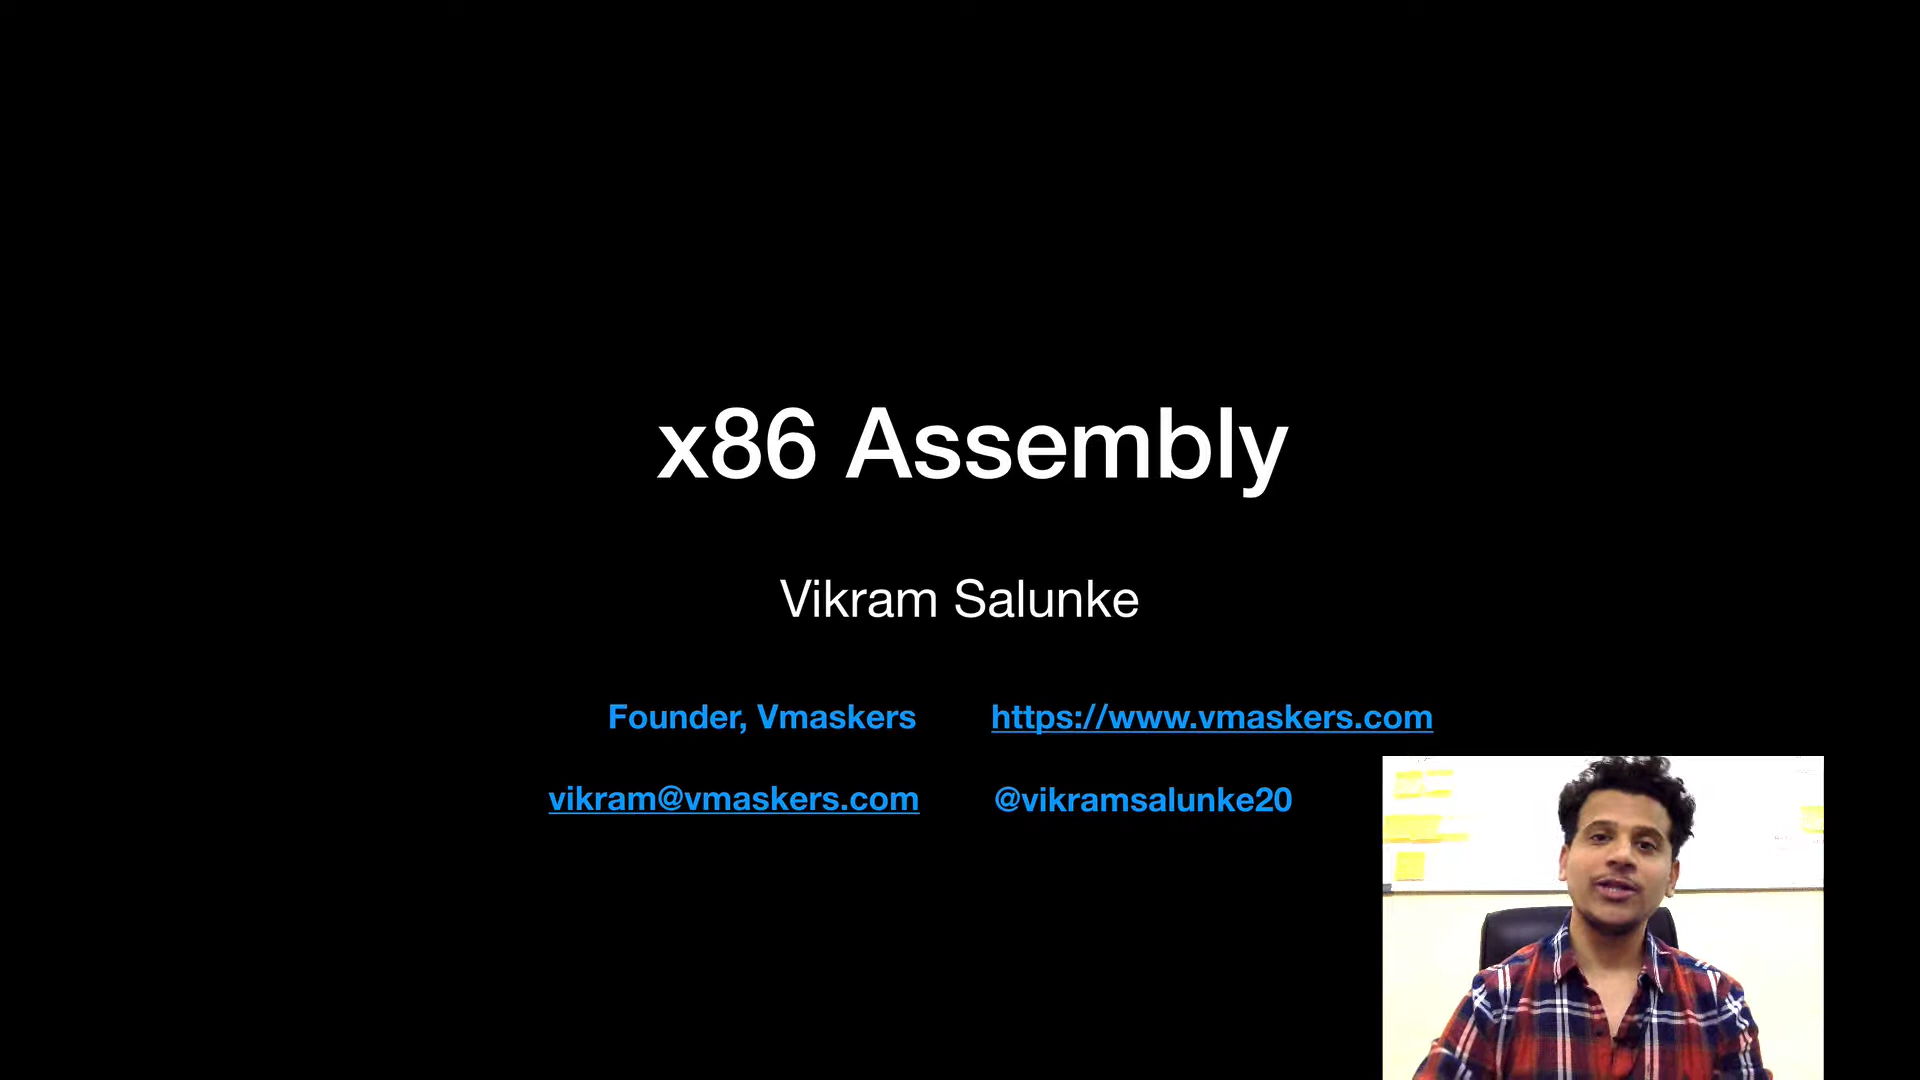 x86 Assembly
Vikram Salunke
Founder, Vmaskers
https://www.vmaskers.com
vikram@vmaskers.com
@vikramsalunke20